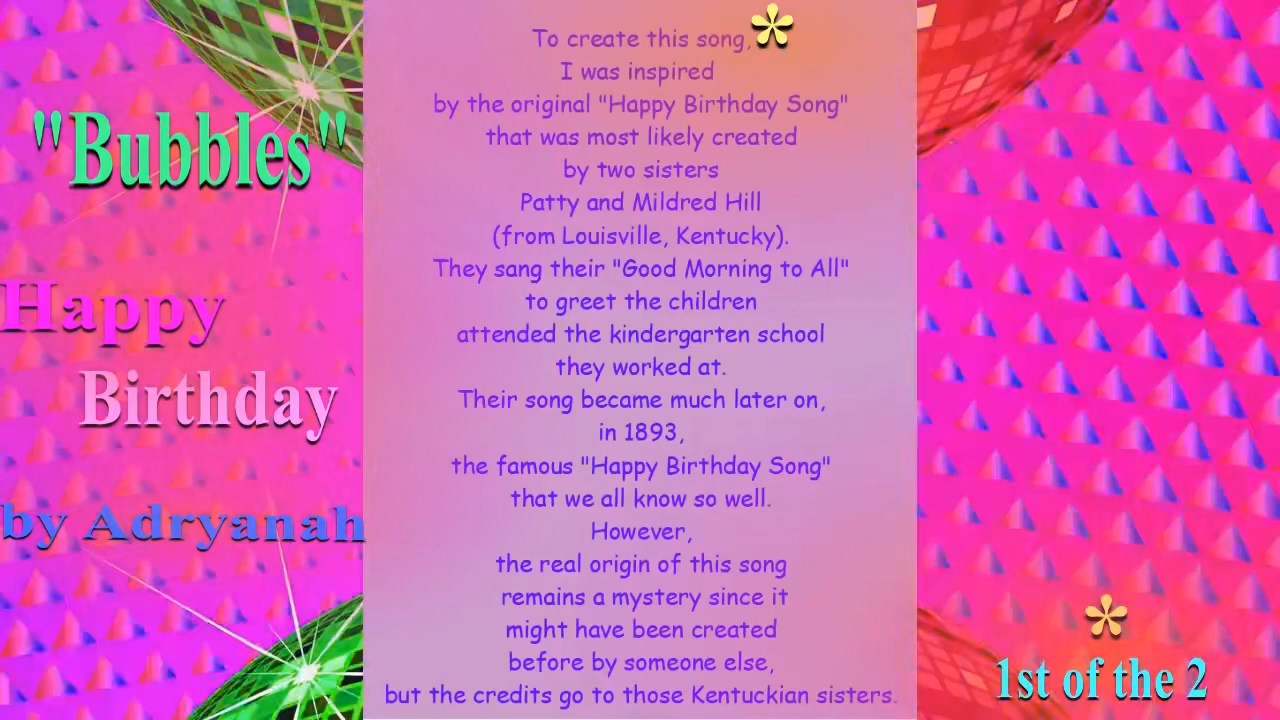 "Bubbles"
Happy
Birthday
by Adryanah
To create this song,*
I was inspired
by the original "Happy Birthday Song"
that was most likely created
by two sisters
Patty and Mildred Hill
(from Louisville, Kentucky).
They sang their "Good Morning to All"
to greet the children
attended the kindergarten school
they worked at.
Their song became much later on,
in 1893,
the famous "Happy Birthday Song"
that we all know so well.
However,
the real origin of this song
remains a mystery since it
might have been created
before by someone else,
but the credits go to those Kentuckian sisters.
*
1st of the 2